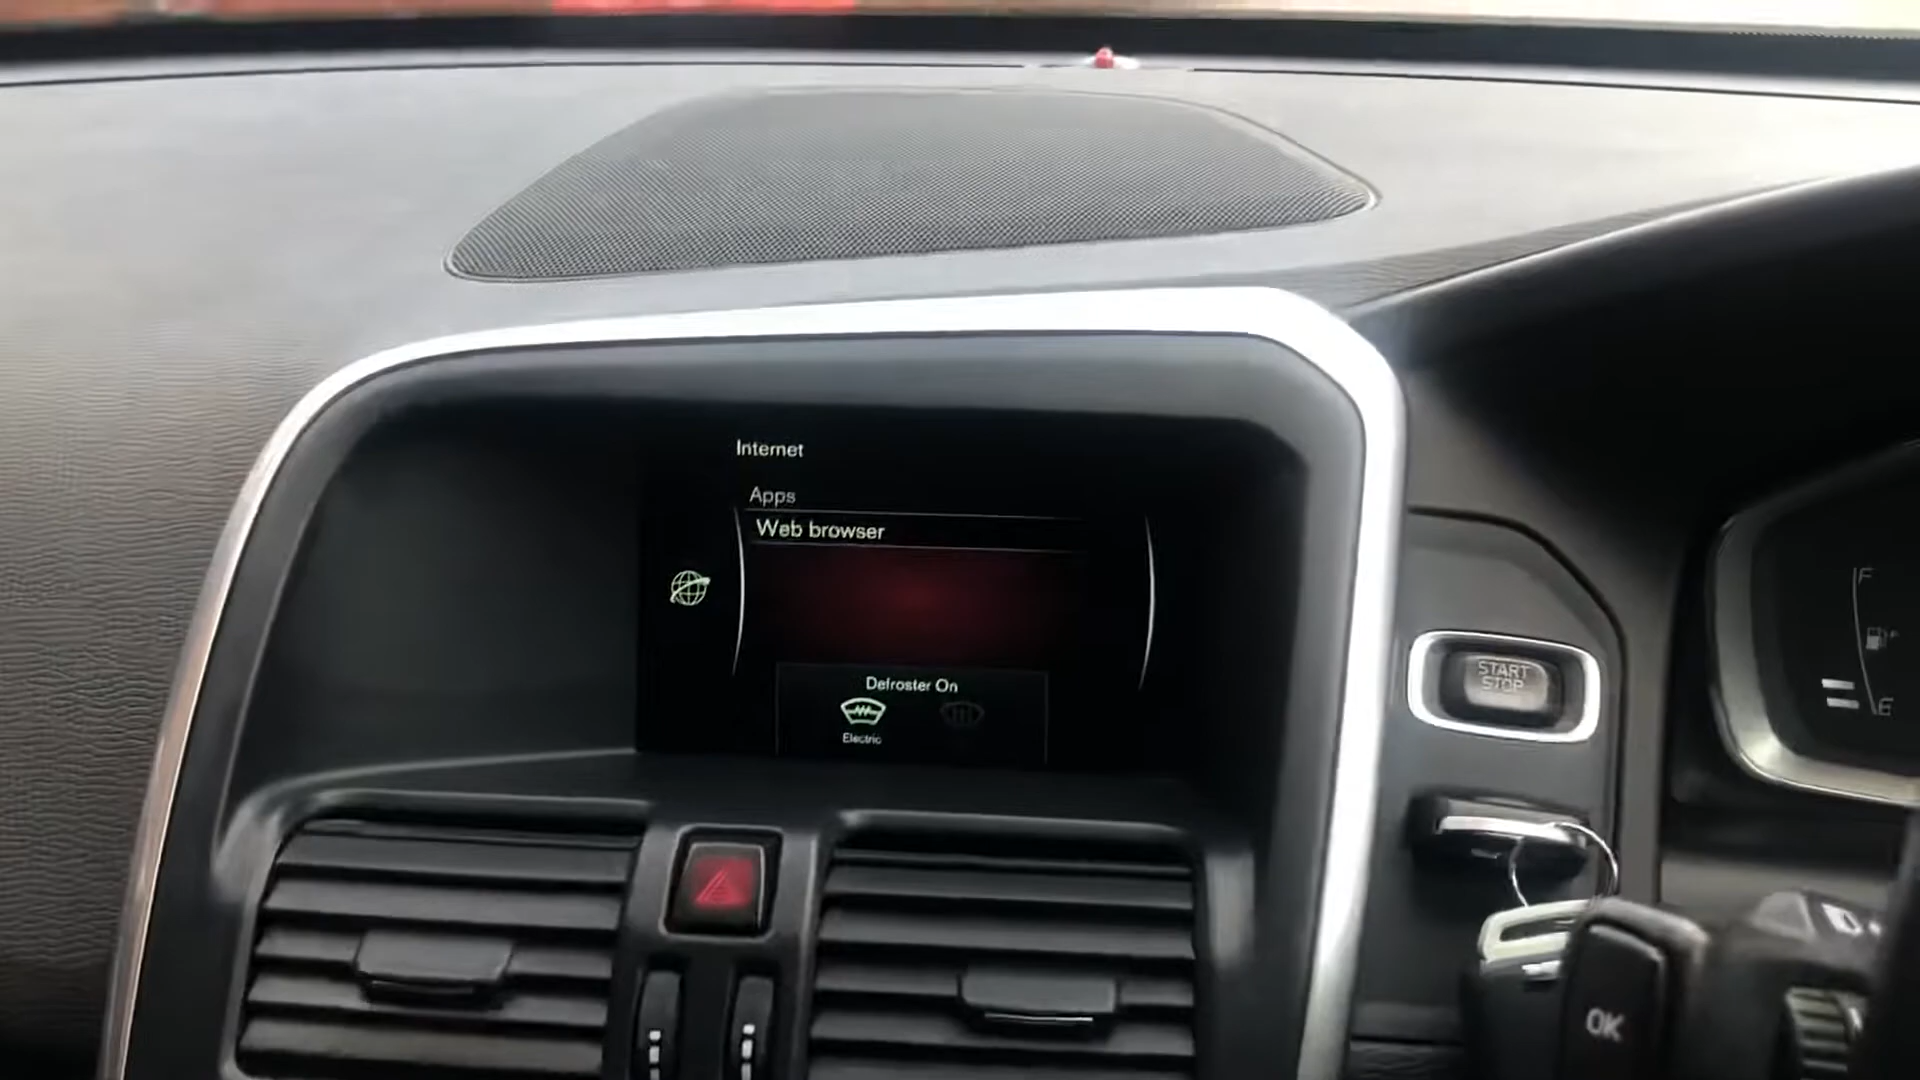 Internet
Apps
Web browser
Defroster On
Electric
START
STOP
F
E
OK